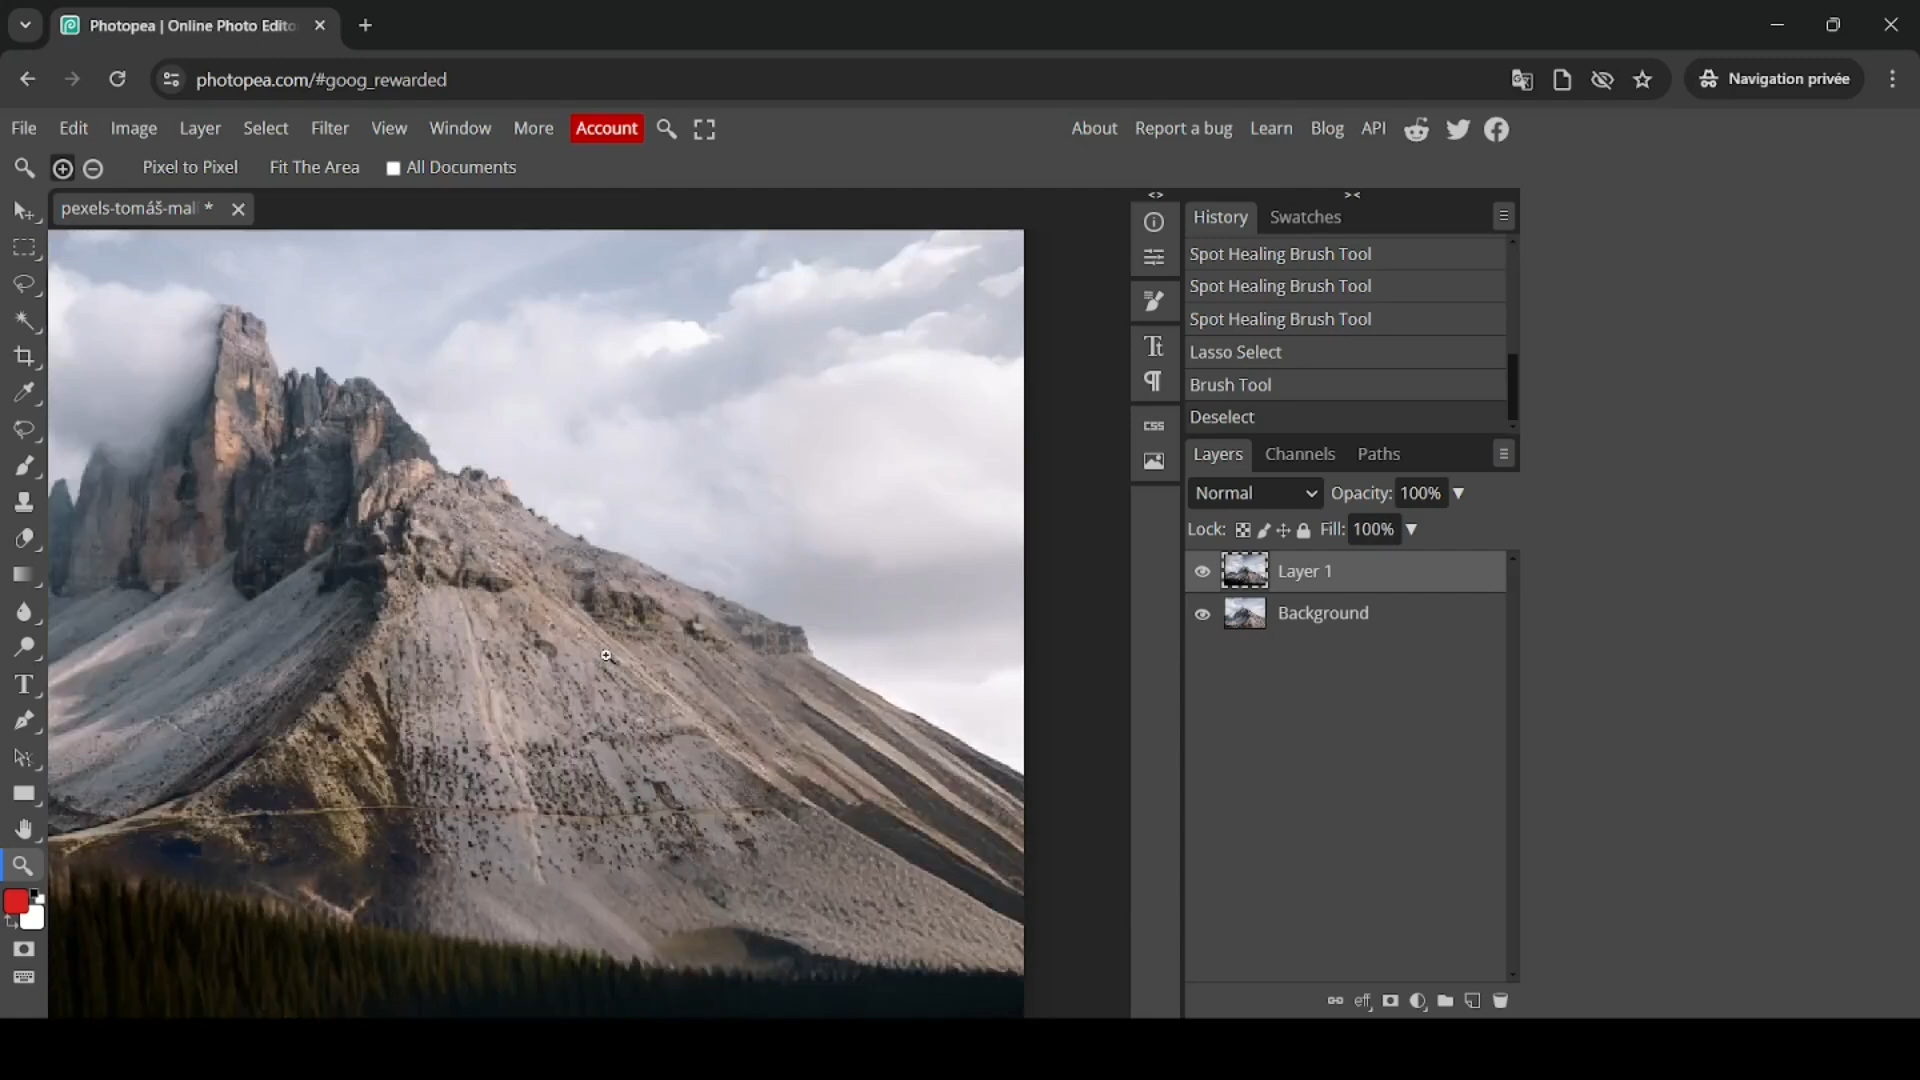 Photopea | Online Photo Edito
photopea.com/#goog_rewarded
Navigation privée
File Edit Image Layer Select Filter View Window More Account
About Report a bug Learn Blog API
Pixel to Pixel Fit The Area All Documents
pexels-tomáš-mal *
History Swatches
Spot Healing Brush Tool
Spot Healing Brush Tool
Spot Healing Brush Tool
Lasso Select
Brush Tool
Deselect
CSS
Layers Channels Paths
Normal Opacity: 100%
Lock: Fill: 100%
Layer 1
Background
eff